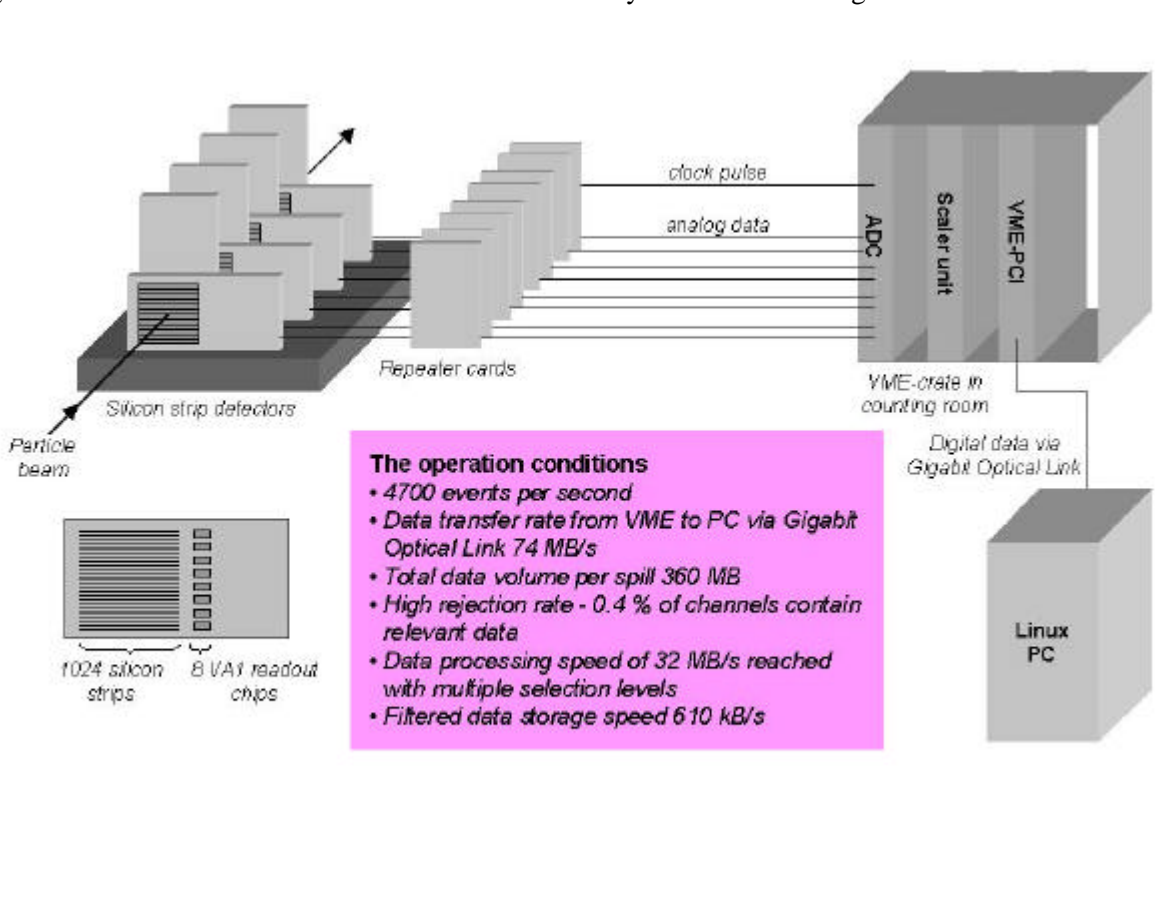 clock pulse
analog data
ADC
Scaler unit
VME-PCI
Repeater cards
Silicon strip detectors
VME-crate in
counting room
Particle
beam
Digital data via
Gigabit Optical Link
The operation conditions
• 4700 events per second
• Data transfer rate from VME to PC via Gigabit
Optical Link 74 MB/s
• Total data volume per spill 360 MB
• High rejection rate - 0.4 % of channels contain
relevant data
• Data processing speed of 32 MB/s reached
with multiple selection levels
• Filtered data storage speed 610 kB/s
Linux
PC
1024 silicon
strips
8 VA1 readout
chips